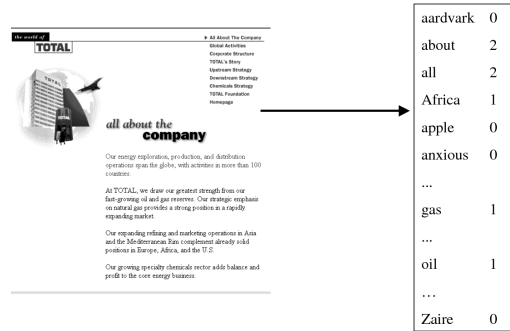 the world of
TOTAL
All About The Company
Global Activities
Corporate Structure
TOTAL's Story
Upstream Strategy
Downstream Strategy
Chemicals Strategy
TOTAL Foundation
Homepage
TOTAL
all about the
company
Our energy exploration, production, and distribution
operations span the globe, with activities in more than 100
countries.
At TOTAL, we draw our greatest strength from our
fast-growing oil and gas reserves. Our strategic emphasis
on natural gas provides a strong position in a rapidly
expanding market.
Our expanding refining and marketing operations in Asia
and the Mediterranean Rim complement already solid
positions in Europe, Africa, and the U.S.
Our growing specialty chemicals sector adds balance and
profit to the core energy business.
aardvark 0
about 2
all 2
Africa 1
apple 0
anxious 0
...
gas 1
...
oil 1
…
Zaire 0